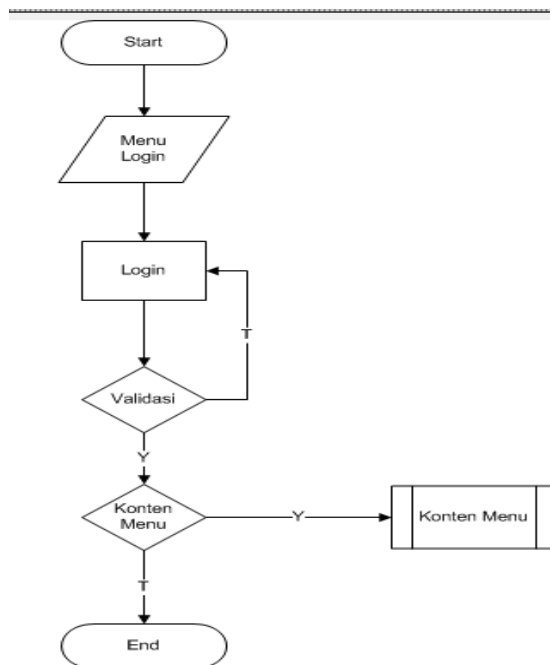 Start
Menu
Login
Login
T
Validasi
Y
Konten
Menu
Y
Konten Menu
T
End